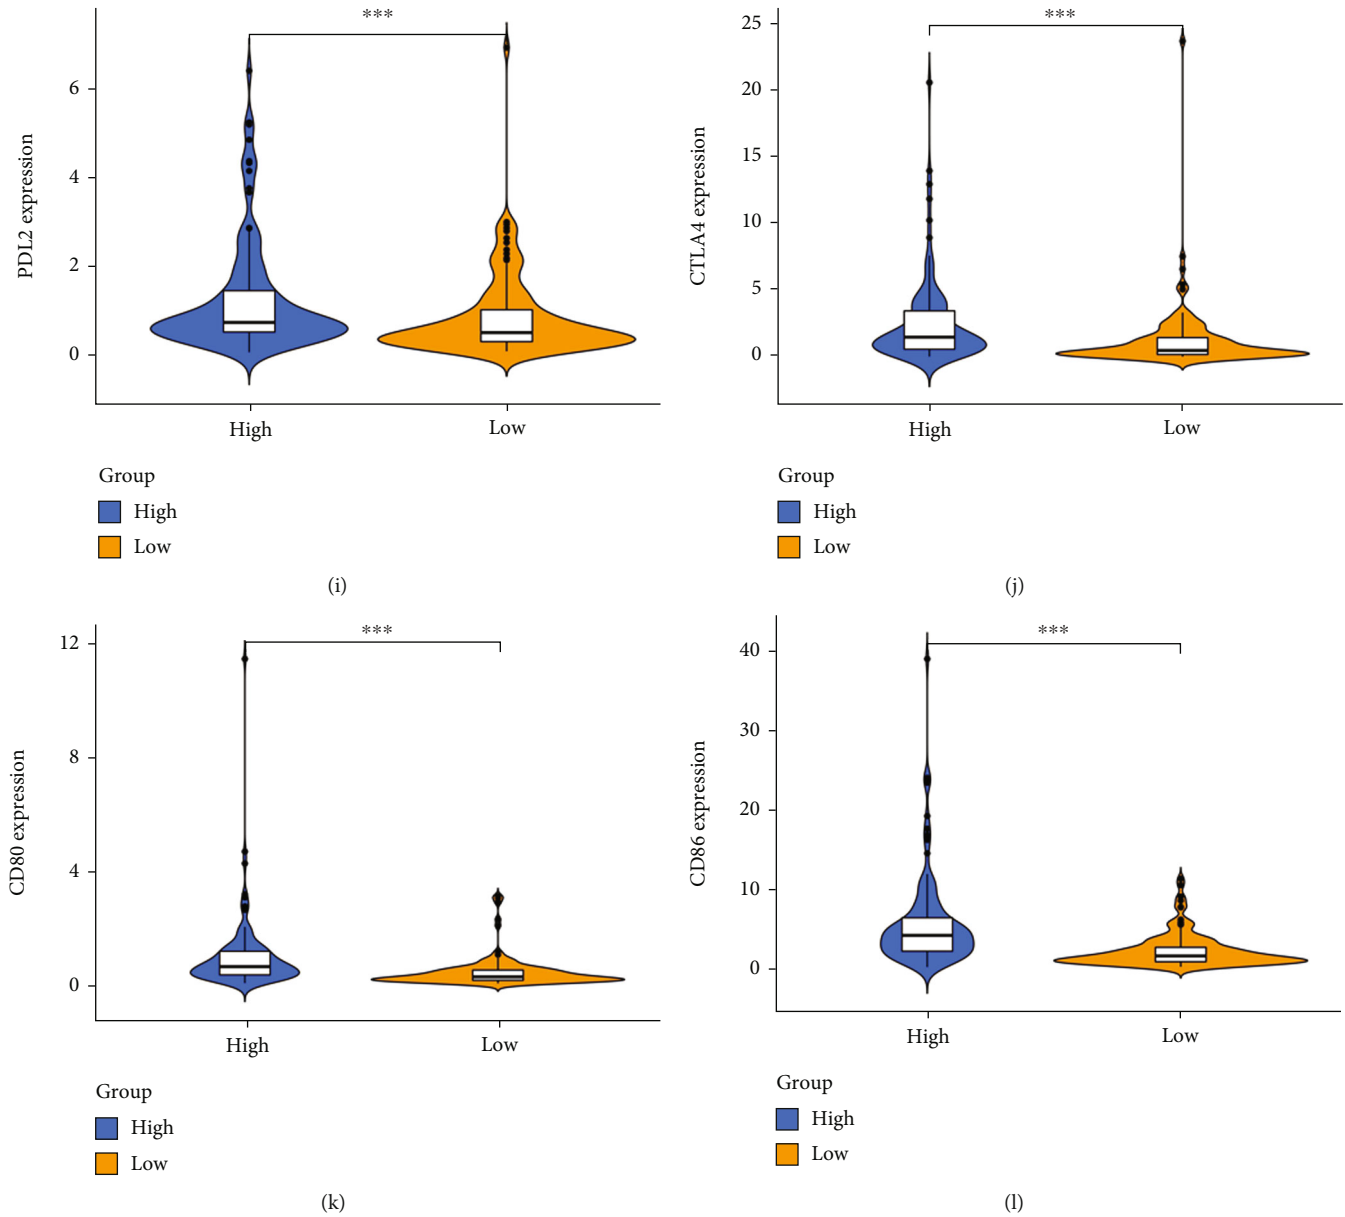 ***
PDL2 expression
6
4
2
0
High
Low
Group
High
Low
(i)
***
CTLA4 expression
25
20
15
10
5
0
High
Low
Group
High
Low
(j)
***
CD80 expression
12
8
4
0
High
Low
Group
High
Low
(k)
***
CD86 expression
40
30
20
10
0
High
Low
Group
High
Low
(l)